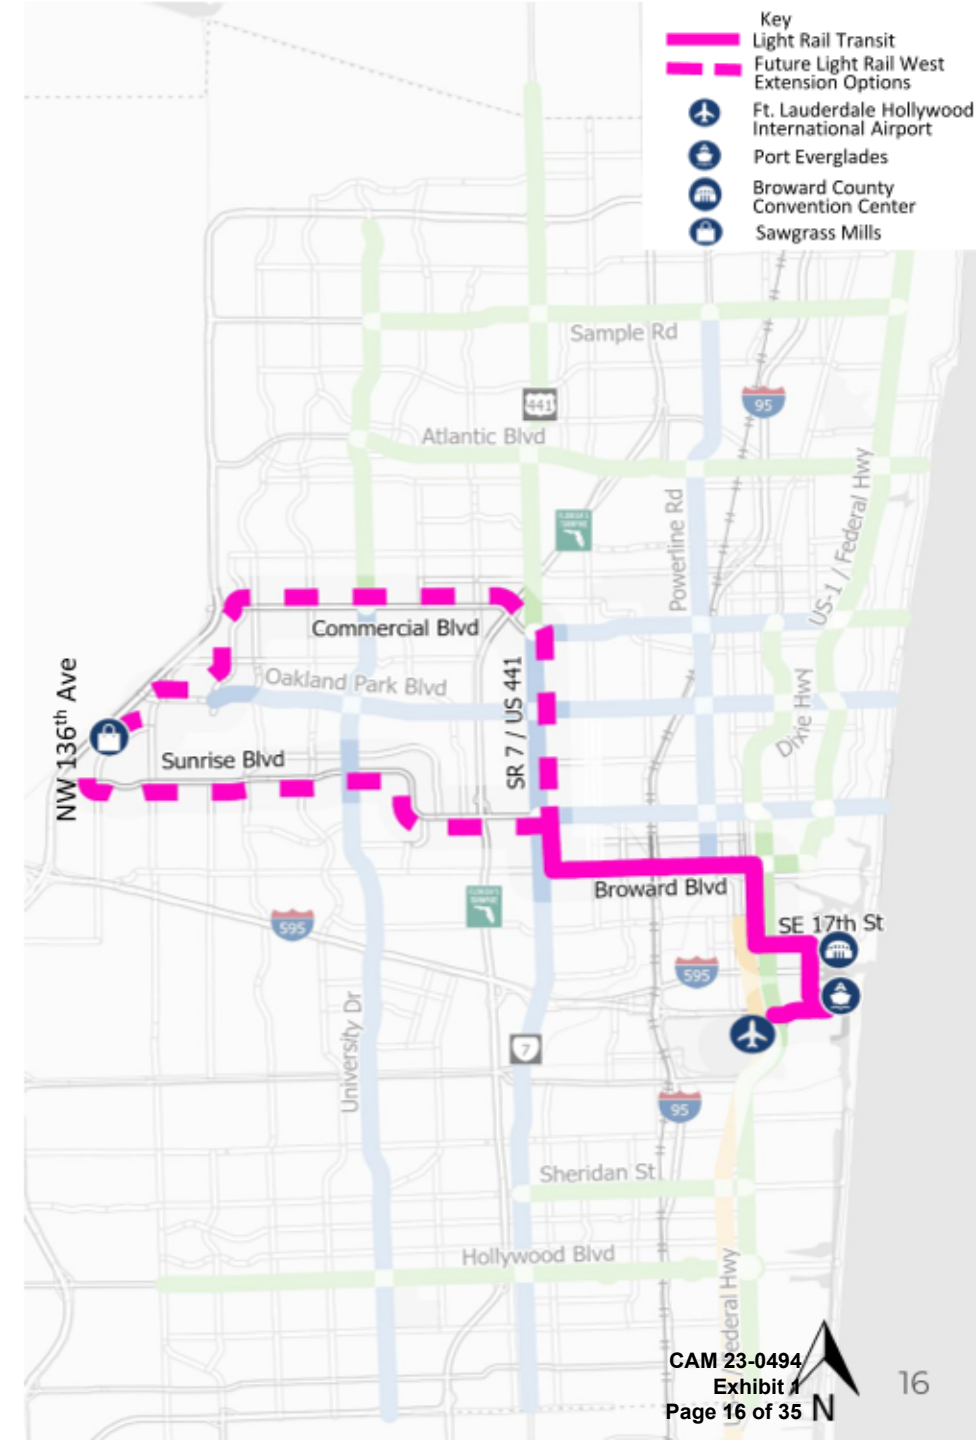 Key
Light Rail Transit
Future Light Rail West
Extension Options
Ft. Lauderdale Hollywood
International Airport
Port Everglades
Broward County
Convention Center
Sawgrass Mills
Sample Rd
441
95
Atlantic Blvd
Powerline Rd
US-1 / Federal Hwy
Commercial Blvd
Oakland Park Blvd
SR 7 / US 441
Dixie Hwy
NW 136th Ave
Sunrise Blvd
Broward Blvd
SE 17th St
595
595
University Dr
7
95
Sheridan St
Hollywood Blvd
Federal Hwy
CAM 23-0494
Exhibit 1
Page 16 of 35
N
16